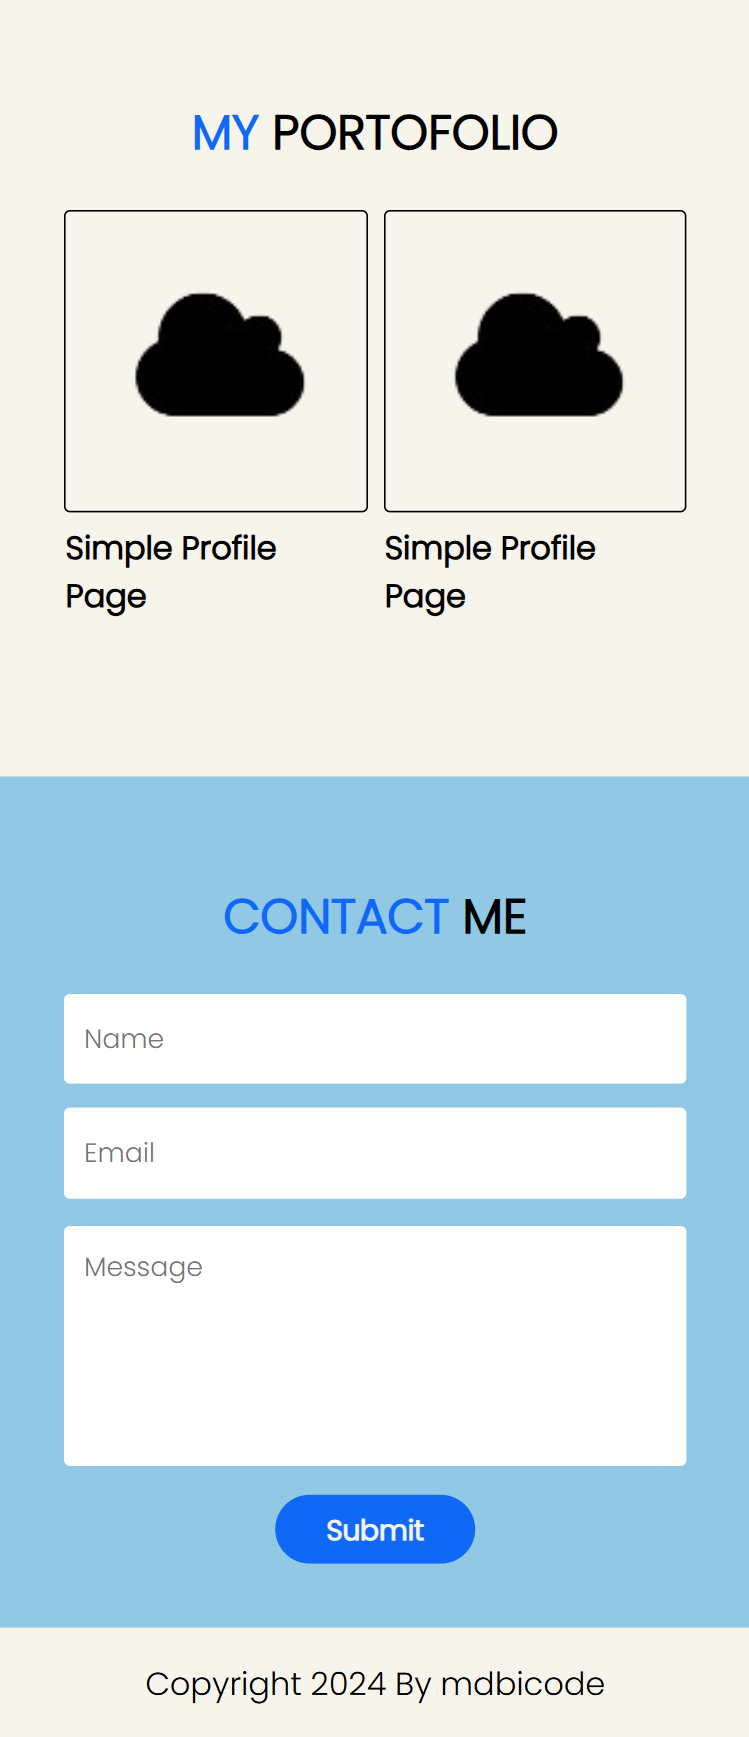 MY PORTOFOLIO
Simple Profile
Page
Simple Profile
Page
CONTACT ME
Name
Email
Message
Submit
Copyright 2024 By mdbicode